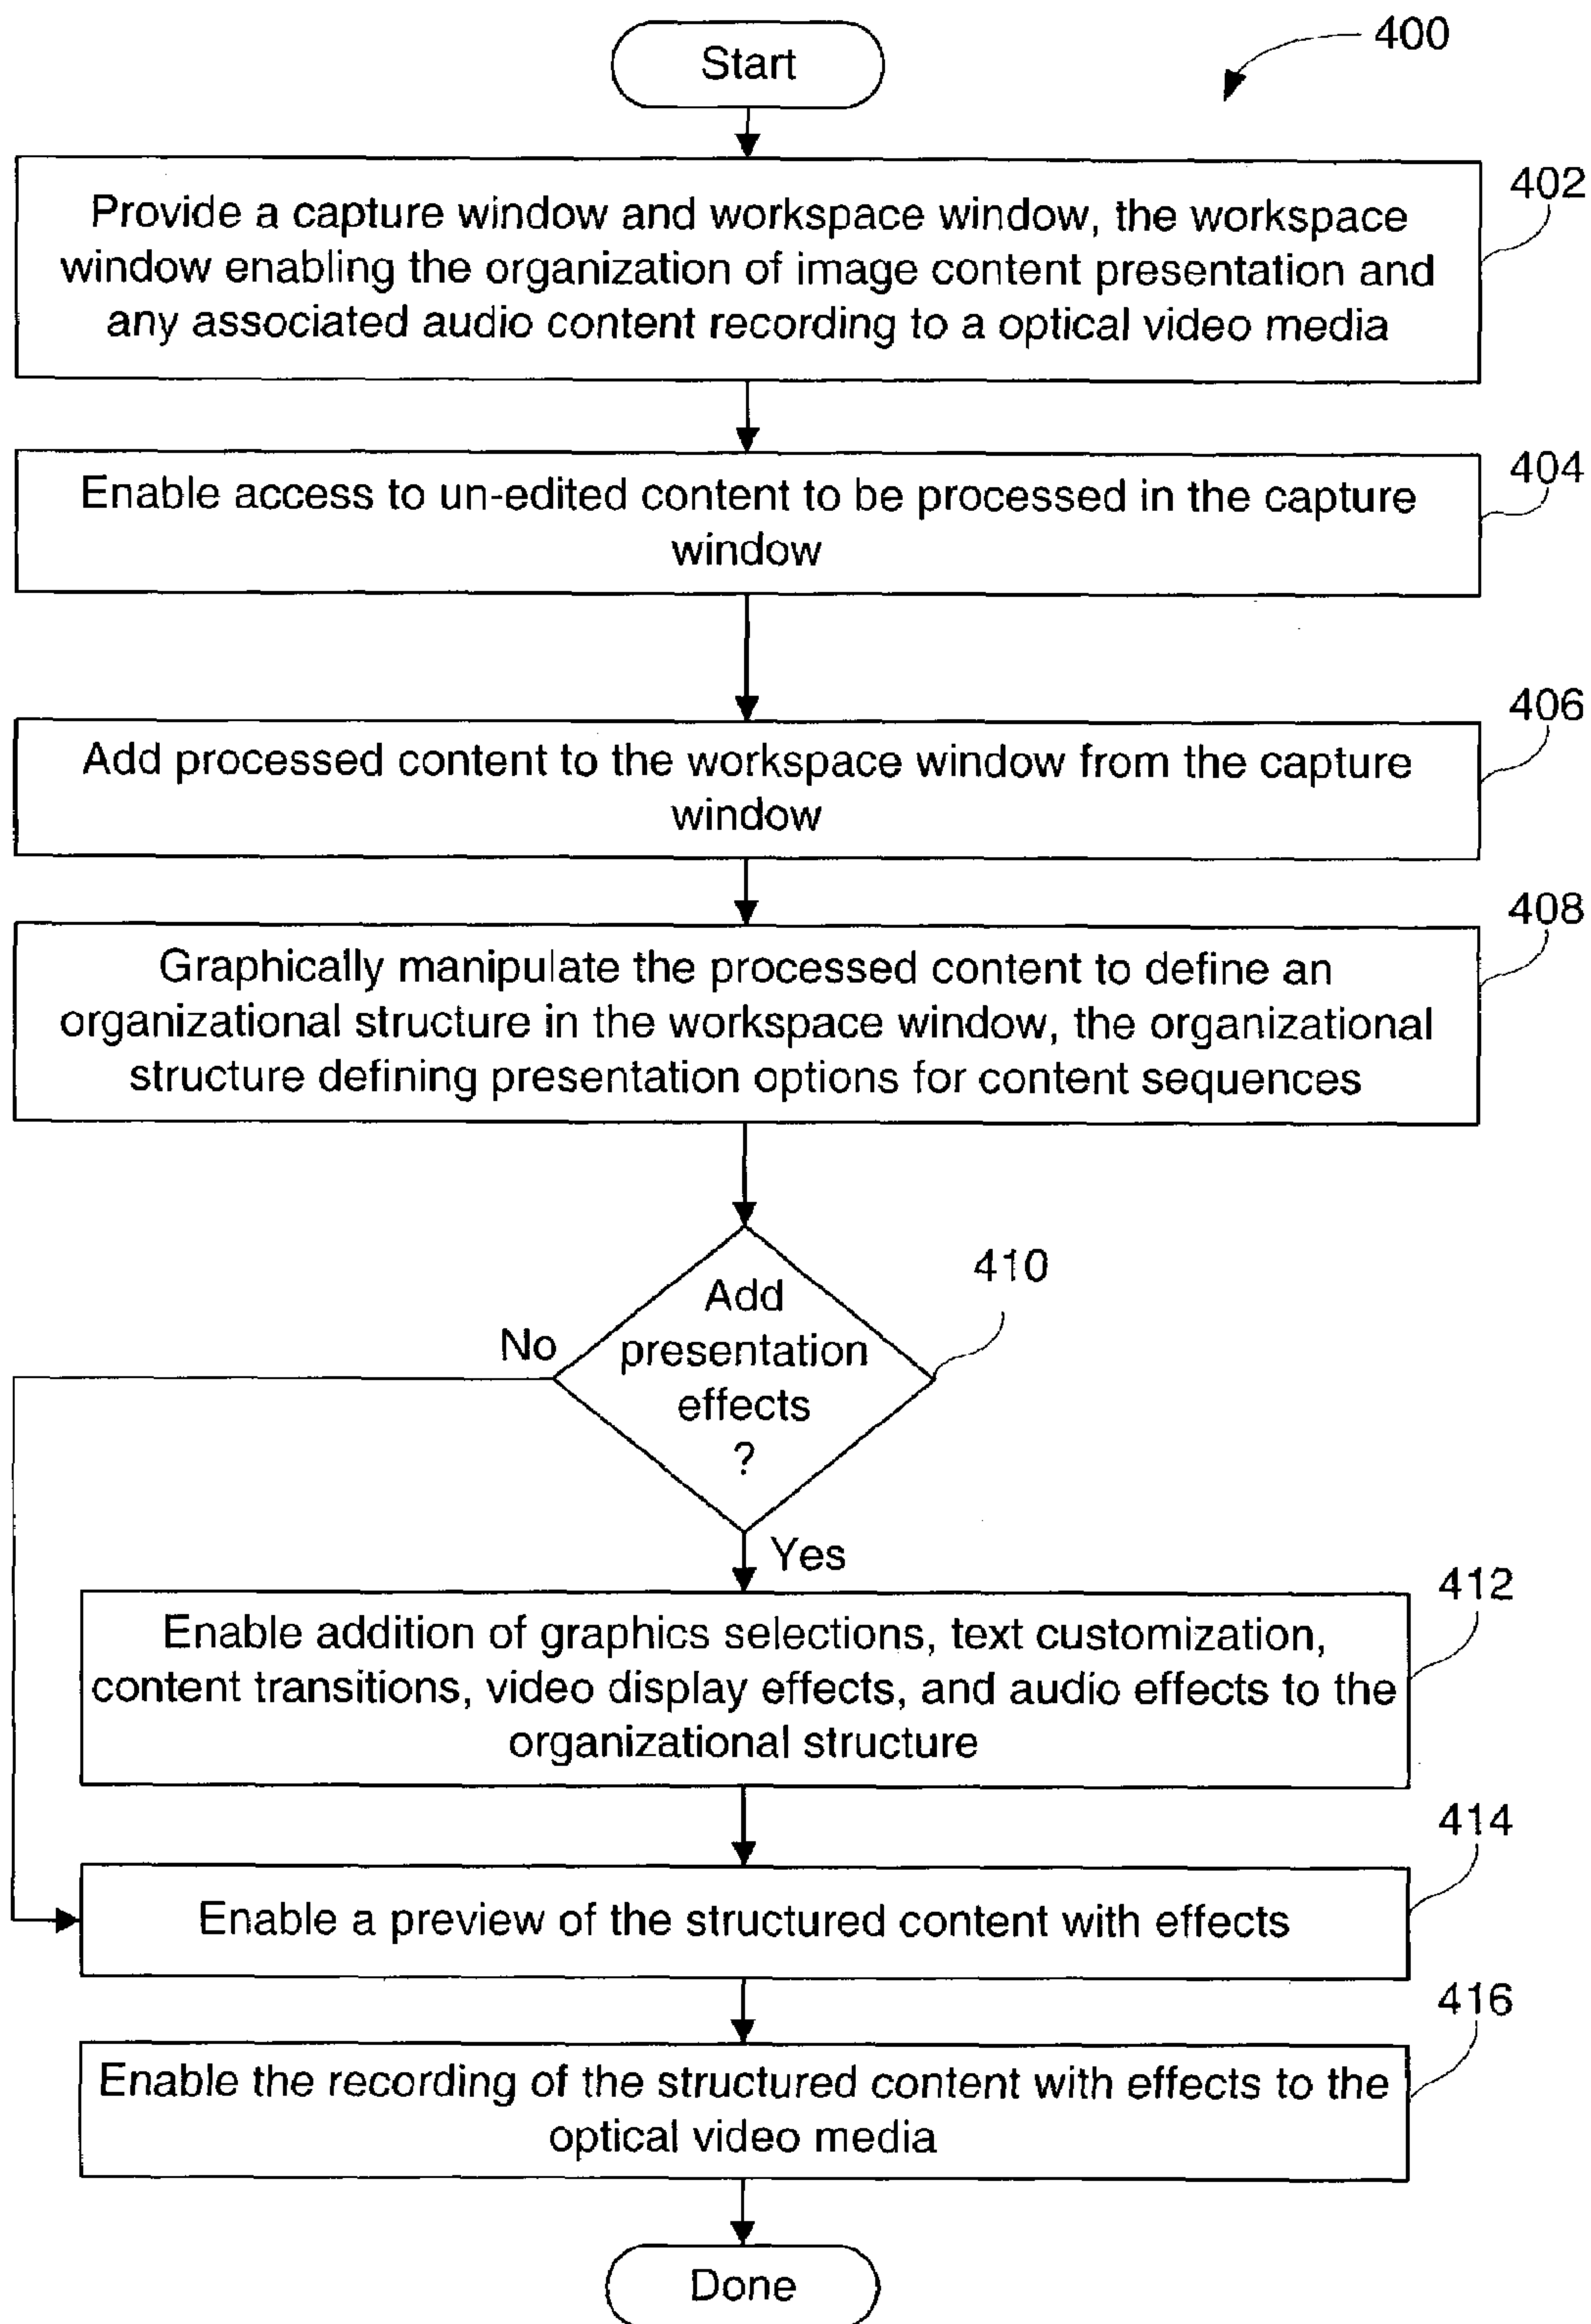 Start
400
Provide a capture window and workspace window, the workspace
window enabling the organization of image content presentation and
any associated audio content recording to a optical video media
402
Enable access to un-edited content to be processed in the capture
window
404
Add processed content to the workspace window from the capture
window
406
Graphically manipulate the processed content to define an
organizational structure in the workspace window, the organizational
structure defining presentation options for content sequences
408
Add
presentation
effects
?
410
No
Yes
Enable addition of graphics selections, text customization,
content transitions, video display effects, and audio effects to the
organizational structure
412
Enable a preview of the structured content with effects
414
Enable the recording of the structured content with effects to the
optical video media
416
Done